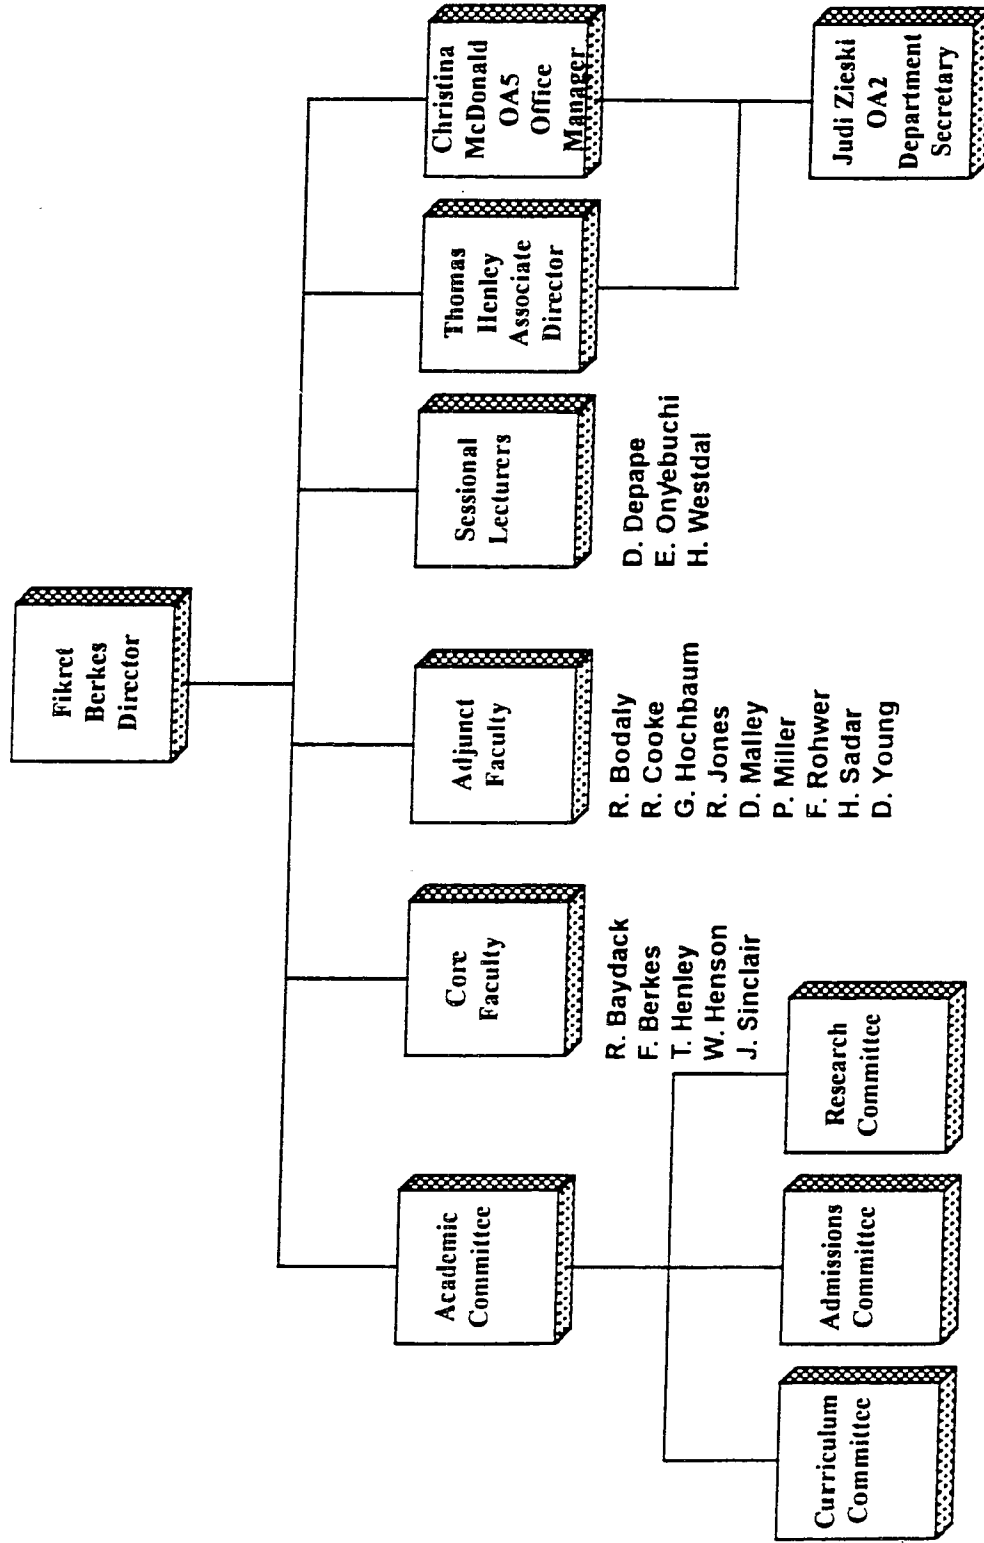 Fikret
Berkes
Director
Academic
Committee
Core
Faculty
Adjunct
Faculty
Sessional
Lecturers
Thomas
Henley
Associate
Director
Christina
McDonald
OA5
Office
Manager
R. Baydack
F. Berkes
T. Henley
W. Henson
J. Sinclair
R. Bodaly
R. Cooke
G. Hochbaum
R. Jones
D. Malley
P. Miller
F. Rohwer
H. Sadar
D. Young
D. Depape
E. Onyebuchi
H. Westdal
Curriculum
Committee
Admissions
Committee
Research
Committee
Judi Zieski
OA2
Department
Secretary